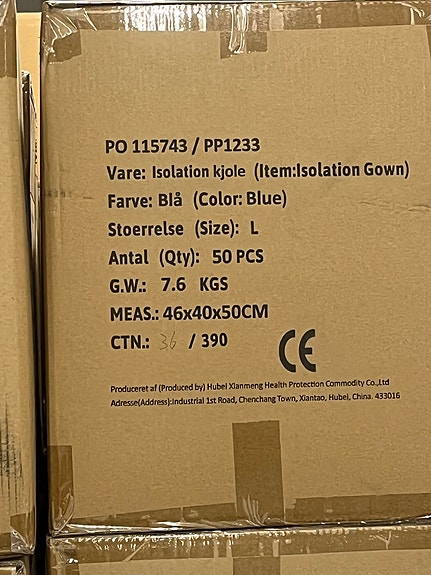 PO 115743 / PP1233
Vare: Isolation kjole (Item:Isolation Gown)
Farve: Blå (Color: Blue)
Stoerrelse (Size): L
Antal (Qty): 50 PCS
G.W.: 7.6 KGS
MEAS.: 46x40x50CM
CTN.: 36 / 390
CE
Produceret af (Produced by) Hubei Xianmeng Health Protection Commodity Co.,Ltd
Adresse(Address):Industrial 1st Road, Chenchang Town, Xiantao, Hubei, China. 433016